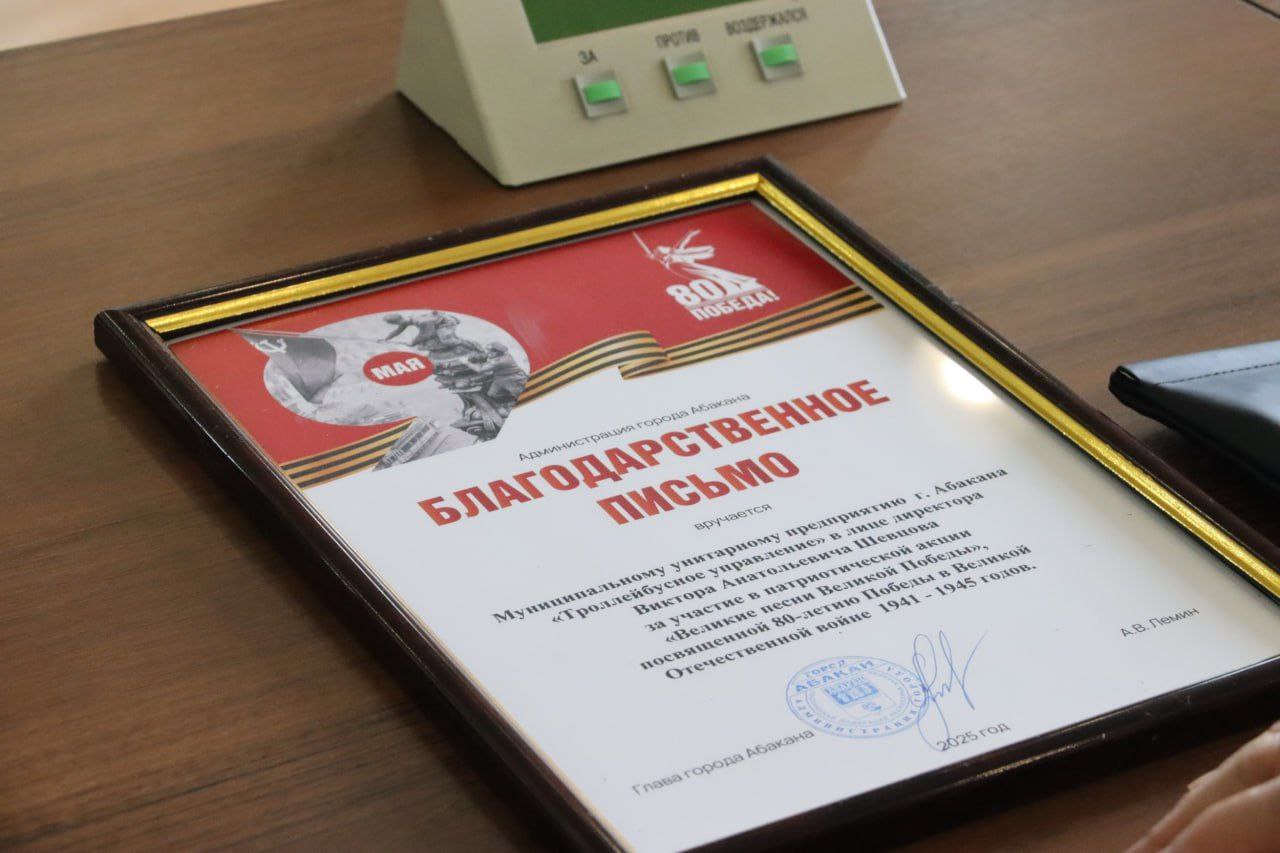 ЗА ПРОТИВ ВОЗДЕРЖАЛСЯ
80
ПОБЕДА!
МАЯ
Администрация города Абакана
БЛАГОДАРСТВЕННОЕ
ПИСЬМО
вручается
Муниципальному унитарному предприятию г. Абакана
«Троллейбусное управление» в лице директора
Виктора Анатольевича Шевцова
за участие в патриотической акции
«Великие песни Великой Победы»,
посвященной 80-летию Победы в Великой
Отечественной войне 1941 - 1945 годов.
Глава города Абакана
А.В. Лемин
ГОРОД
АБАКАН
АДМИНИСТРАЦИЯ ГОРОДА
2025 год